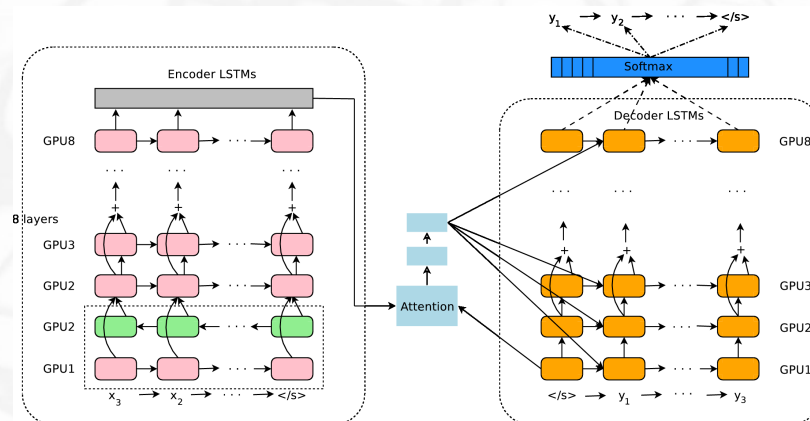 y1 y2 ··· </s>
Softmax
Encoder LSTMs
Decoder LSTMs
GPU8 ··· ··· GPU8
··· ··· ··· ··· ··· ···
+ + +
8 layers
GPU3 ···
+ + +
GPU2 ··· Attention ··· GPU3
GPU2 ··· ··· GPU2
GPU1 ··· ··· GPU1
x3 x2 ··· </s> </s> y1 ··· y3